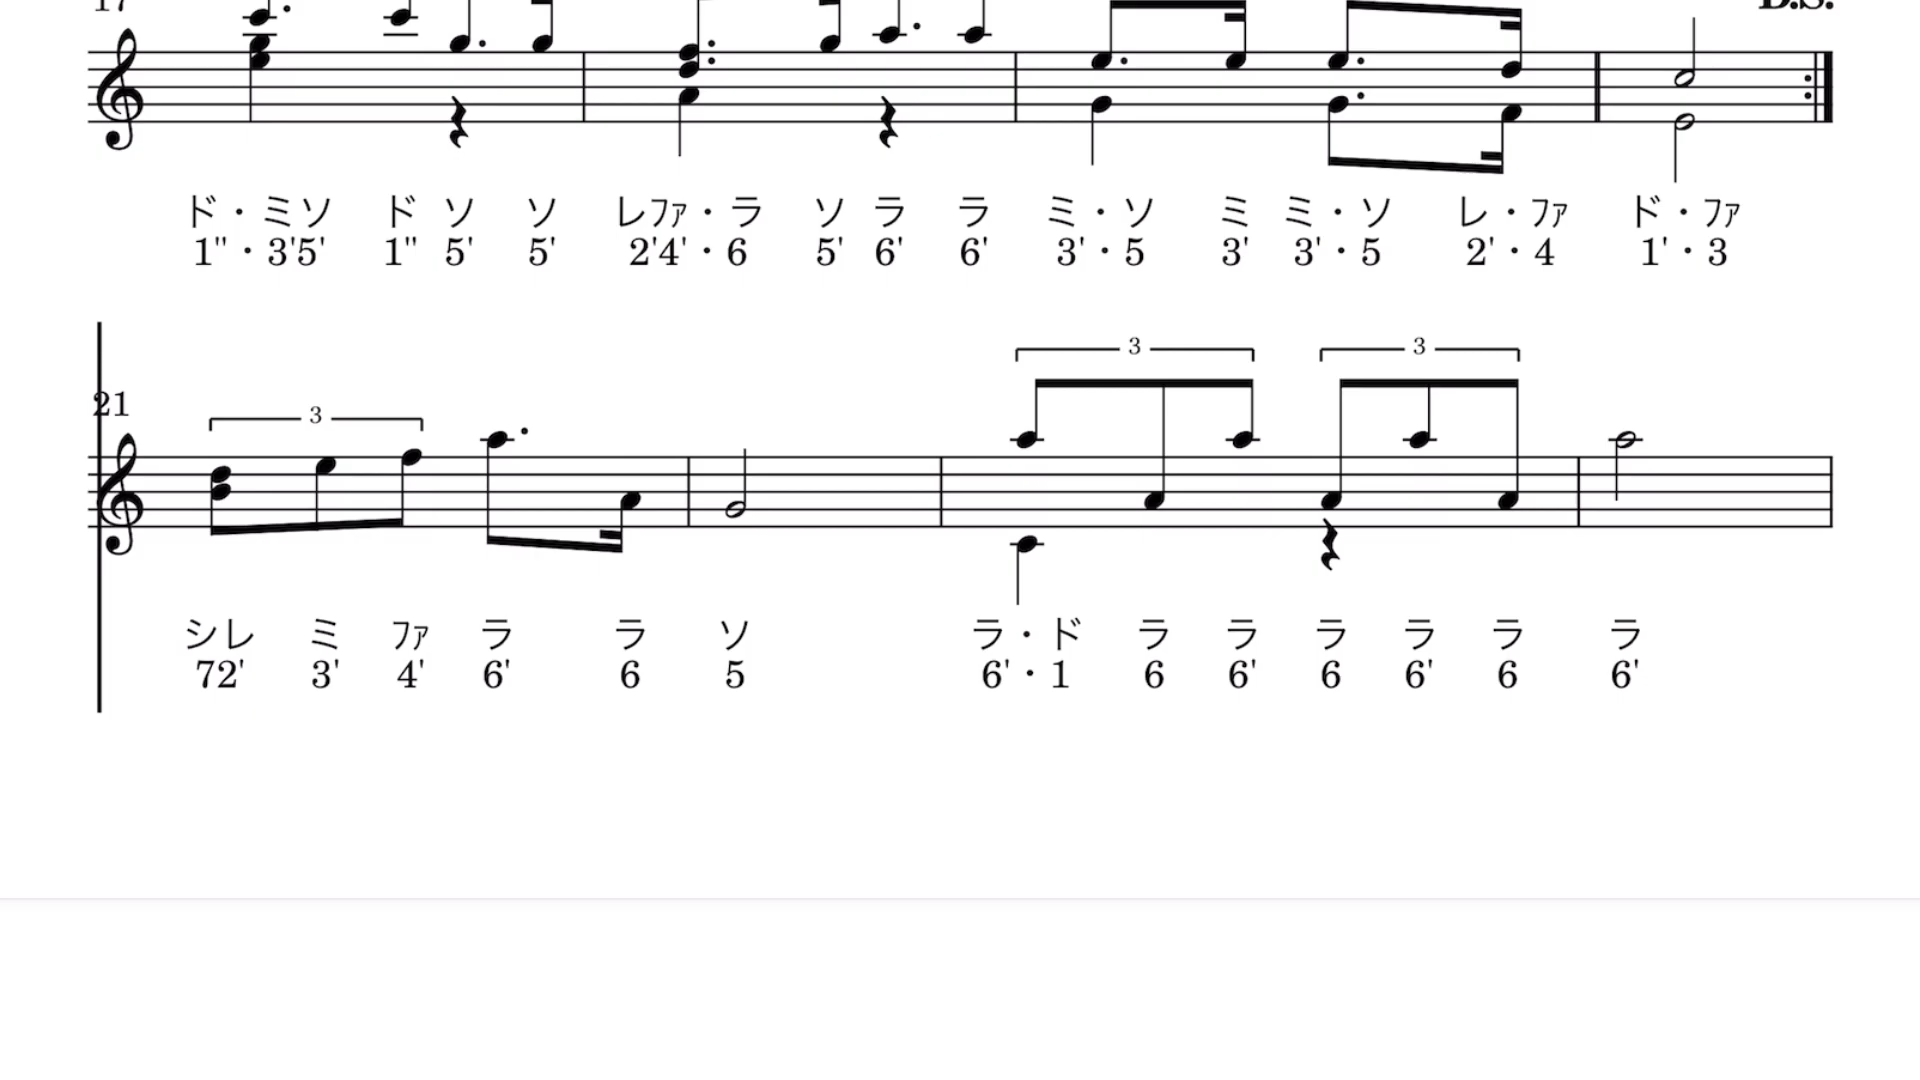 17 D.S.
ド・ミソ ド ソ ソ レファ・ラ ソ ラ ラ ミ・ソ ミ ミ・ソ レ・ファ ド・ファ
1"・3'5' 1" 5' 5' 2'4'・6 5' 6' 6' 3'・5 3' 3'・5 2'・4 1'・3
3 3
21 3
シレ ミ ファ ラ ラ ソ ラ・ド ラ ラ ラ ラ ラ ラ
72' 3' 4' 6' 6 5 6'・1 6 6' 6 6' 6 6'